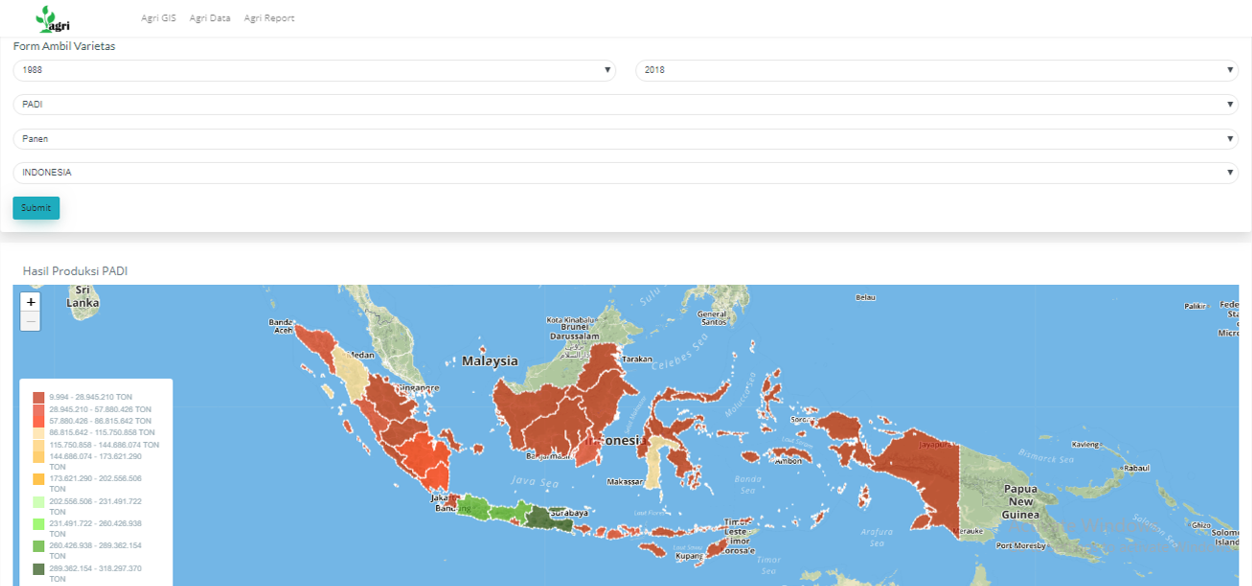 agri
Agri GIS Agri Data Agri Report
Form Ambil Varietas
1988 2018
PADI
Panen
INDONESIA
Submit
Hasil Produksi PADI
+
−
Sri
Lanka
Belau
Palikir
Kota Kinabalu
Brunei
Darussalam
General
Santos
Sulu
Banda
Aceh
Medan
Malaysia
Tarakan
Celebes Sea
Singapore
9.994 - 28.945.210 TON
28.945.210 - 57.880.426 TON
57.880.426 - 86.815.642 TON
86.815.642 - 115.750.858 TON
115.750.858 - 144.686.074 TON
144.686.074 - 173.621.290
TON
173.621.290 - 202.556.506
TON
202.556.506 - 231.491.722
TON
231.491.722 - 260.426.938
TON
260.426.938 - 289.362.154
TON
289.362.154 - 318.297.370
TON
Indonesia
Jayapura
Kavieng
Bismarck Sea
Rabaul
Ambon
Java Sea
Makassar
Banda
Sea
Papua
New
Guinea
Jaka
Bandung
Surabaya
Timor
Leste
Timor
orosa'e
Kupang
Arafura
Sea
Timor
Sea
Merauke
Port Moresby
Ghizo
Solom
Island